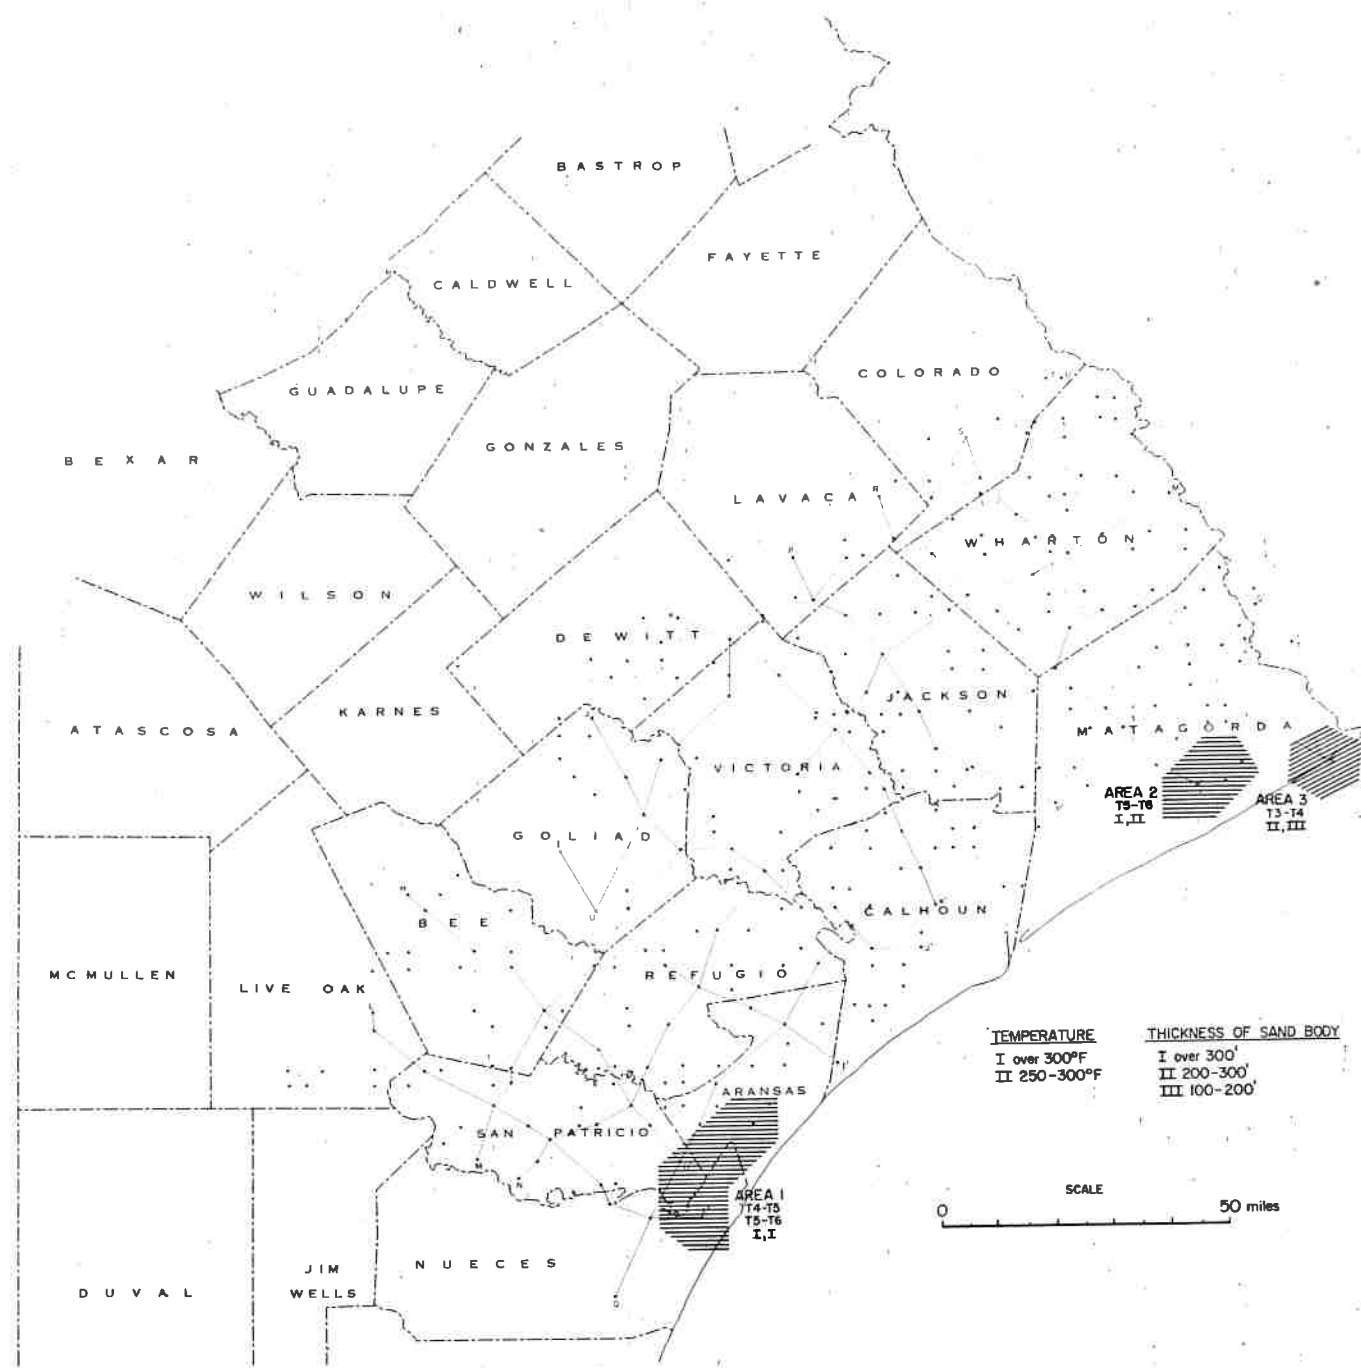 BASTROP
FAYETTE
CALDWELL
COLORADO
GUADALUPE
GONZALES
BEXAR
LAVACA
R
S
WHARTON
P
WILSON
DEWITT
JACKSON
KARNES
ATASCOSA
MATAGORDA
VICTORIA
AREA 2
T5-T6
I, II
AREA 3
T3-T4
II, III
GOLIAD
BEE
U
CALHOUN
MCMULLEN
LIVE OAK
REFUGIO
TEMPERATURE
I over 300°F
II 250-300°F
THICKNESS OF SAND BODY
I over 300'
II 200-300'
III 100-200'
ARANSAS
SAN PATRICIO
M
N
AREA 1
T4-T5
T5-T6
I, I
SCALE
0 50 miles
NUECES
JIM
WELLS
DUVAL